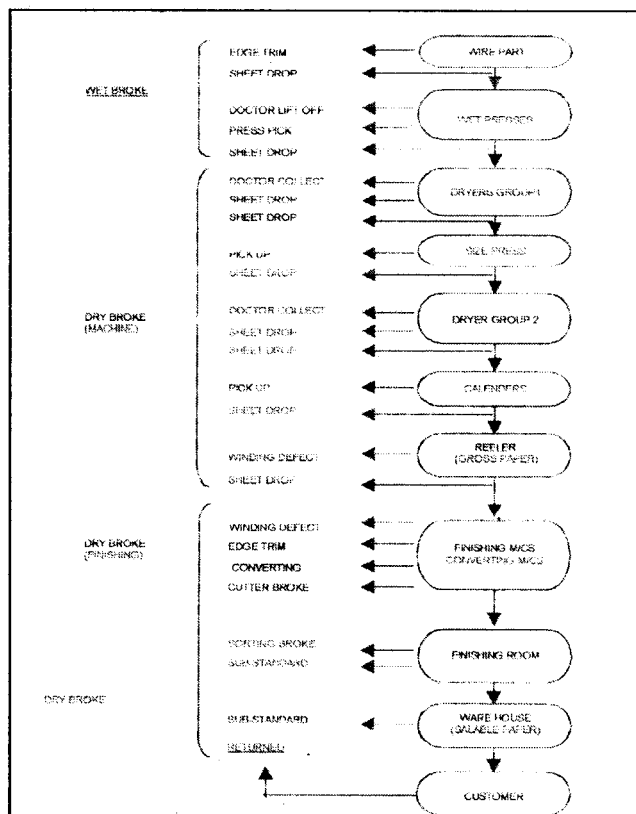 EDGE TRIM
WIRE PART
SHEET DROP
WET BROKE
DOCTOR LIFT OFF
WET PRESSES
PRESS PICK
SHEET DROP
DOCTOR COLLECT
DRYERS GROUP 1
SHEET DROP
SHEET DROP
PICK UP
SIZE PRESS
SHEET DROP
DOCTOR COLLECT
DRY BROKE
(MACHINE)
DRYER GROUP 2
SHEET DROP
SHEET DROP
PICK UP
CALENDERS
SHEET DROP
REELER
(GROSS PAPER)
WINDING DEFECT
SHEET DROP
WINDING DEFECT
DRY BROKE
(FINISHING)
EDGE TRIM
FINISHING M/CS
CONVERTING M/CS
CONVERTING
CUTTER BROKE
SORTING BROKE
FINISHING ROOM
SUB-STANDARD
DRY BROKE
SUB-STANDARD
WARE HOUSE
(SALABLE PAPER)
RETURNED
CUSTOMER